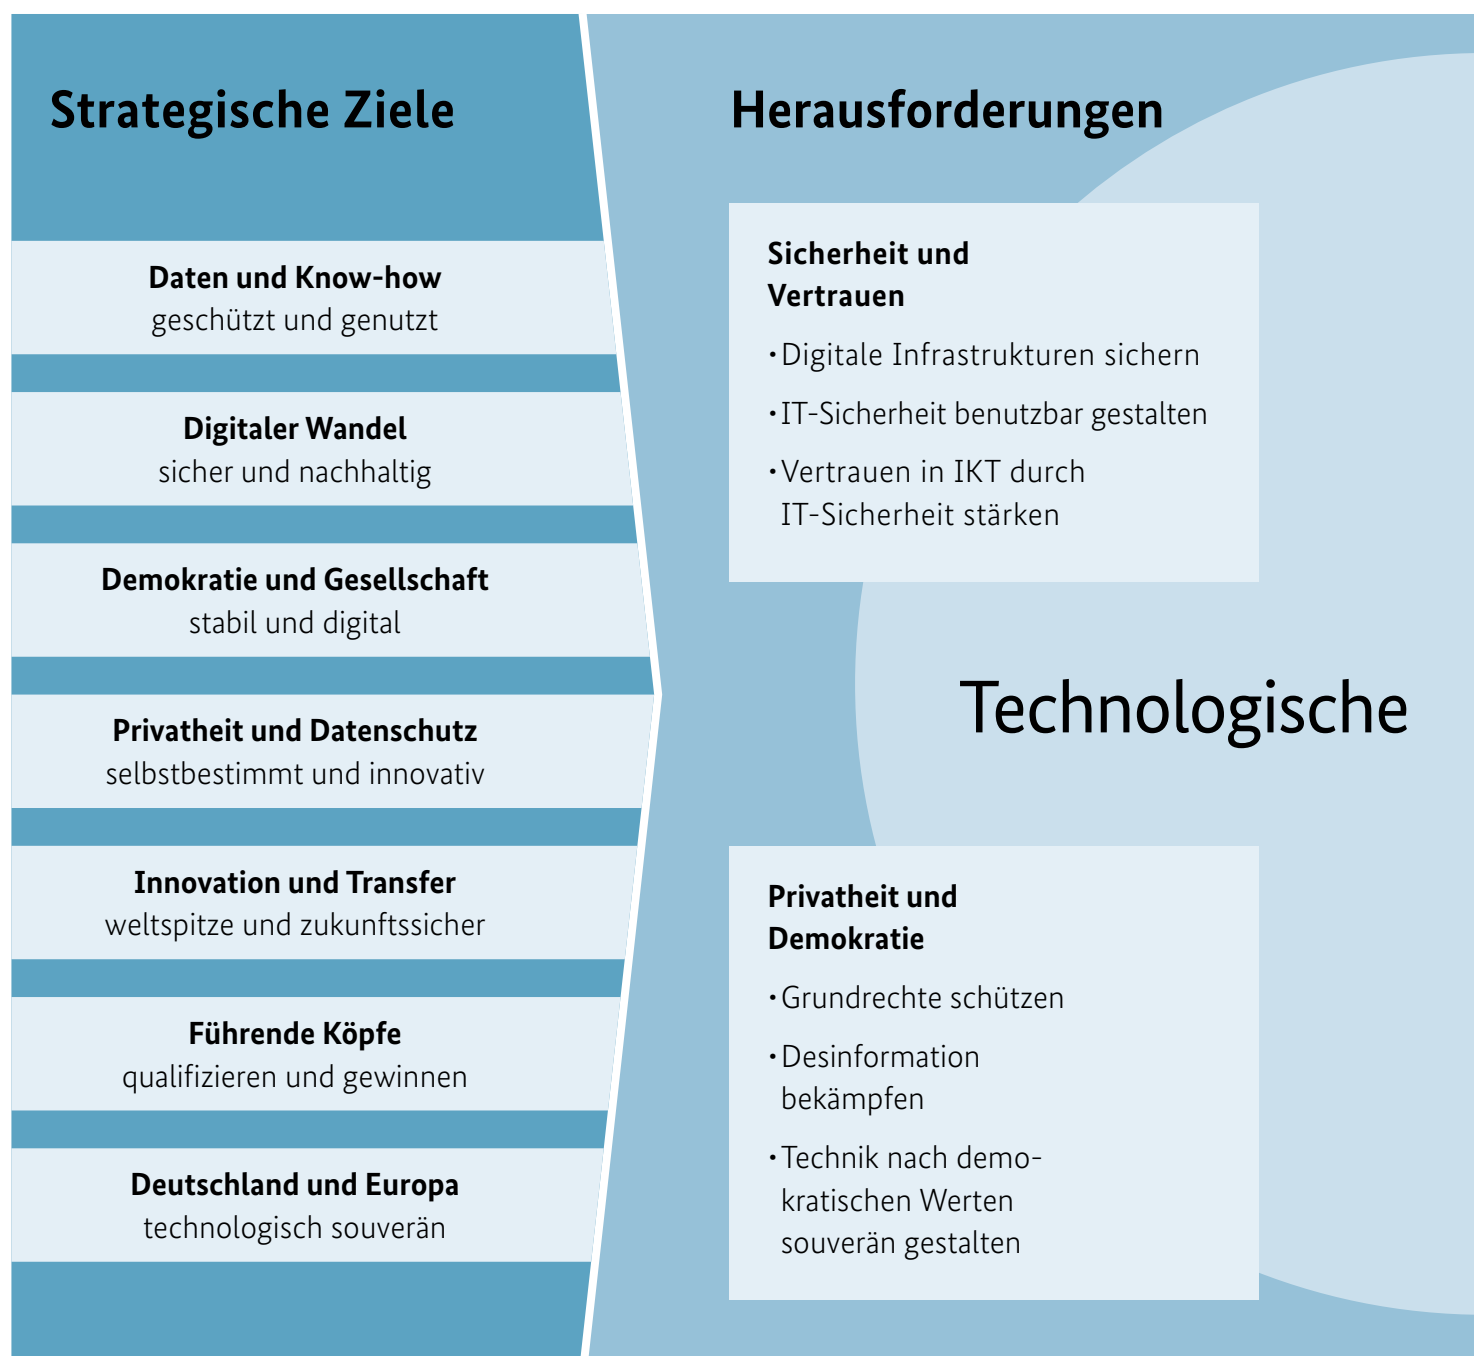 Strategische Ziele
Daten und Know-how
geschützt und genutzt
Digitaler Wandel
sicher und nachhaltig
Demokratie und Gesellschaft
stabil und digital
Privatheit und Datenschutz
selbstbestimmt und innovativ
Innovation und Transfer
weltspitze und zukunftssicher
Führende Köpfe
qualifizieren und gewinnen
Deutschland und Europa
technologisch souverän
Herausforderungen
Sicherheit und
Vertrauen
· Digitale Infrastrukturen sichern
· IT-Sicherheit benutzbar gestalten
· Vertrauen in IKT durch
IT-Sicherheit stärken
Technologische
Privatheit und
Demokratie
· Grundrechte schützen
· Desinformation
bekämpfen
· Technik nach demo-
kratischen Werten
souverän gestalten